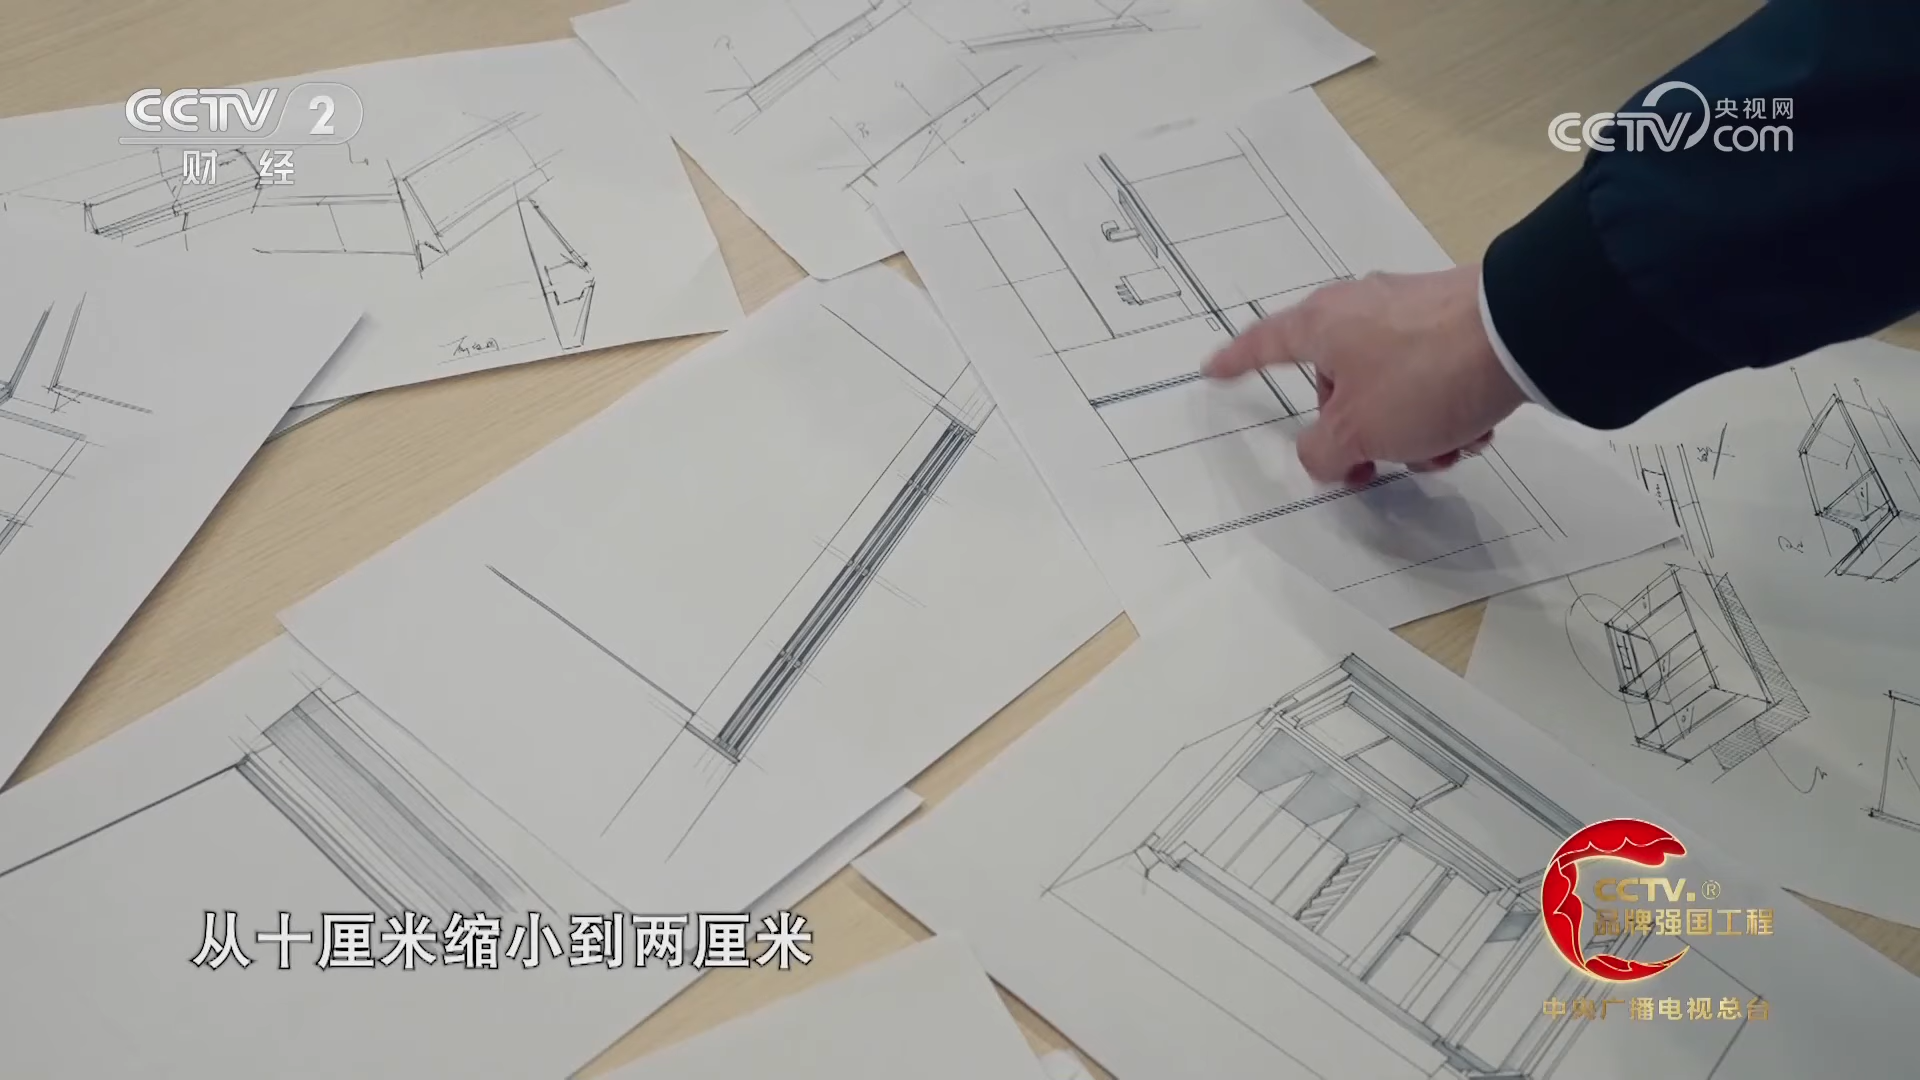 CCTV 2
财 经
CCTV 央视网
com
从十厘米缩小到两厘米
CCTV.®
品牌强国工程
中央广播电视总台